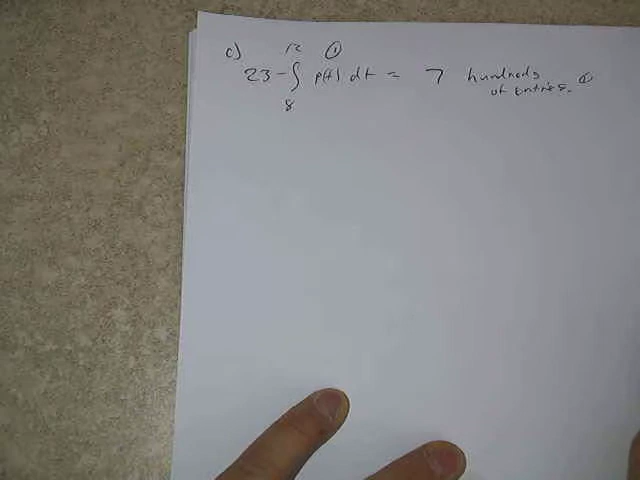 c)
12 ①
23 - ∫ p(t) dt = 7 hundreds
8 of entries. ①